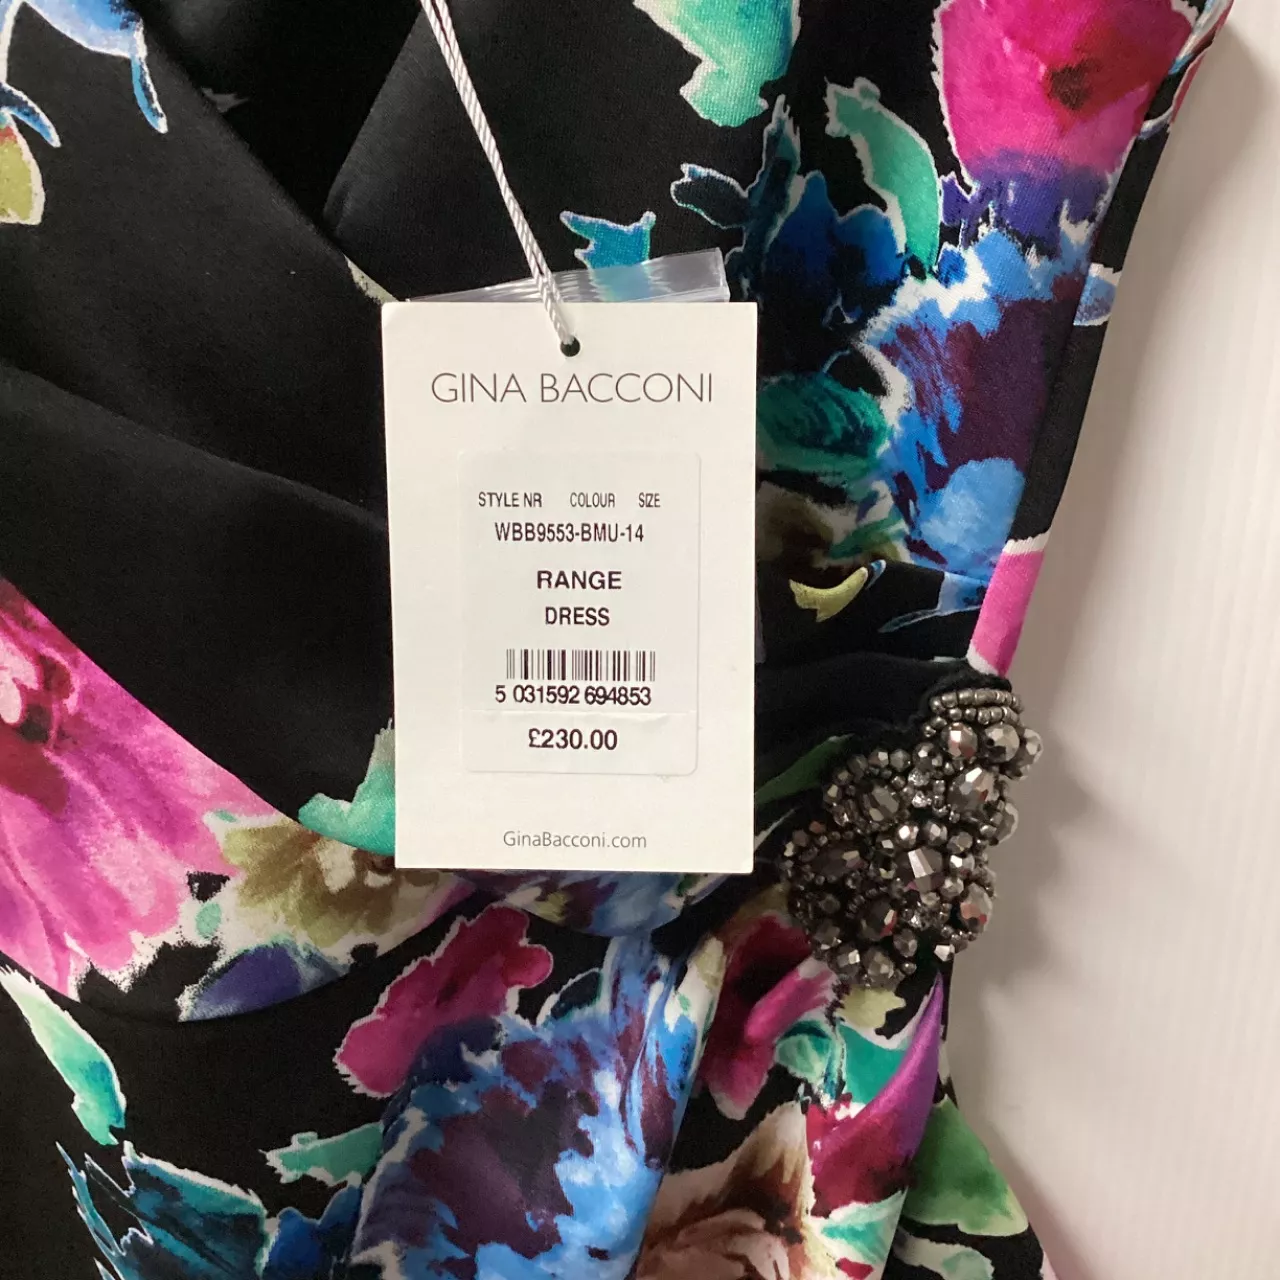 GINA BACCONI
STYLE NR COLOUR SIZE
WBB9553-BMU-14
RANGE
DRESS
5 031592 694853
£230.00
GinaBacconi.com